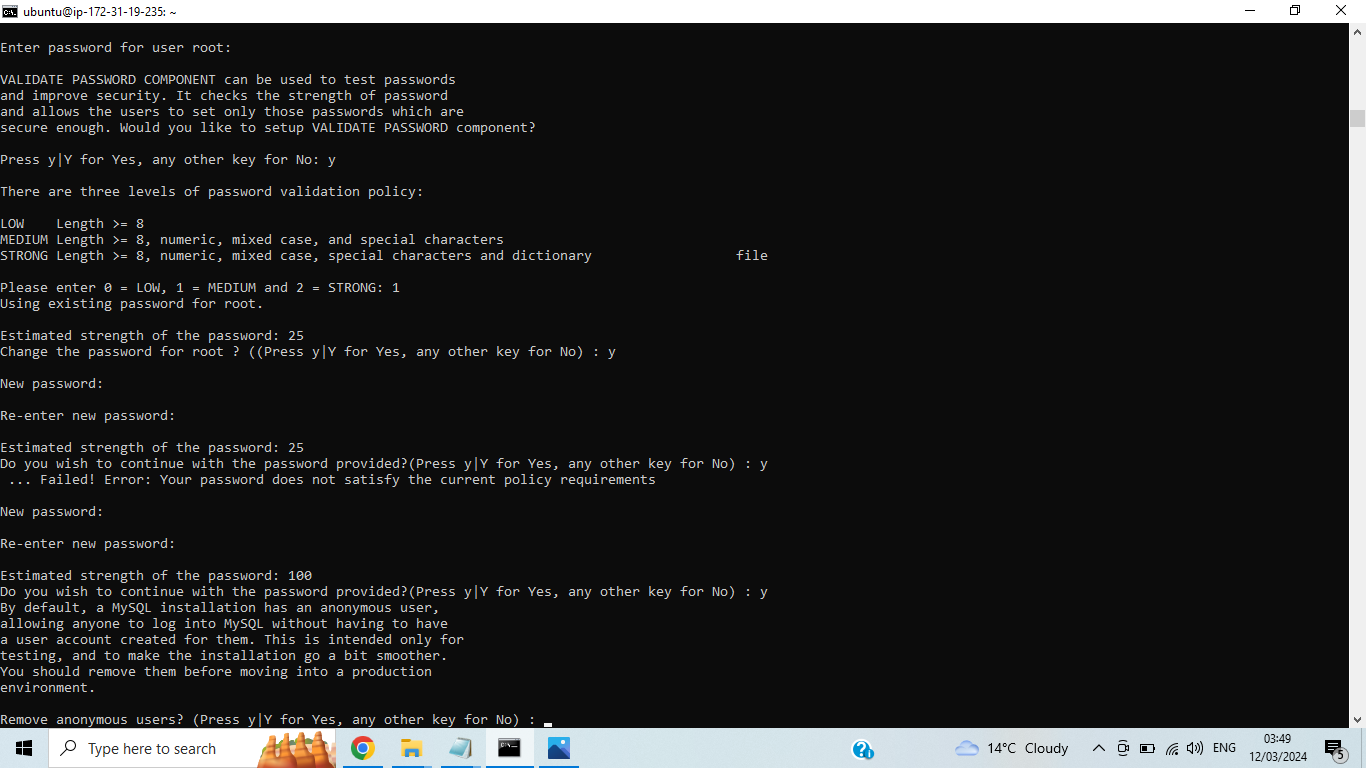 ubuntu@ip-172-31-19-235: ~
Enter password for user root:
VALIDATE PASSWORD COMPONENT can be used to test passwords
and improve security. It checks the strength of password
and allows the users to set only those passwords which are
secure enough. Would you like to setup VALIDATE PASSWORD component?
Press y|Y for Yes, any other key for No: y
There are three levels of password validation policy:
LOW    Length >= 8
MEDIUM Length >= 8, numeric, mixed case, and special characters
STRONG Length >= 8, numeric, mixed case, special characters and dictionary                  file
Please enter 0 = LOW, 1 = MEDIUM and 2 = STRONG: 1
Using existing password for root.
Estimated strength of the password: 25
Change the password for root ? ((Press y|Y for Yes, any other key for No) : y
New password:
Re-enter new password:
Estimated strength of the password: 25
Do you wish to continue with the password provided?(Press y|Y for Yes, any other key for No) : y
 ... Failed! Error: Your password does not satisfy the current policy requirements
New password:
Re-enter new password:
Estimated strength of the password: 100
Do you wish to continue with the password provided?(Press y|Y for Yes, any other key for No) : y
By default, a MySQL installation has an anonymous user,
allowing anyone to log into MySQL without having to have
a user account created for them. This is intended only for
testing, and to make the installation go a bit smoother.
You should remove them before moving into a production
environment.
Remove anonymous users? (Press y|Y for Yes, any other key for No) :
Type here to search
14°C Cloudy
ENG
03:49
12/03/2024
5